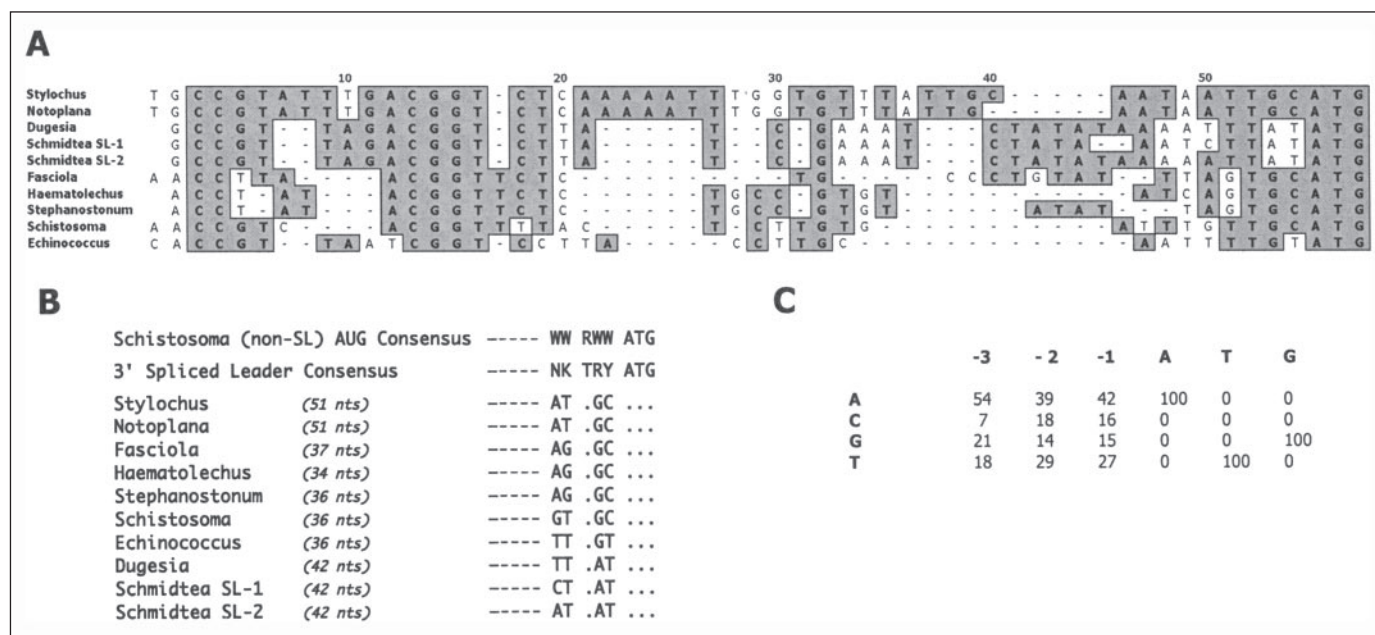 A
10 20 30 40 50
Stylochus T G C C G T A T T T G A C G G T - C T C A A A A A T T T G G T G T T T A T T G C - - - - - A A T A A T T G C A T G
Notoplana T G C C G T A T T T G A C G G T - C T C A A A A A T T T G G T G T T T A T T G - - - - - - A A T A A T T G C A T G
Dugesia G C C G T - - T A G A C G G T - C T T A - - - - - T - - C - G A A A T - - - C T A T A T A A A A T T T A T A T G
Schmidtea SL-1 G C C G T - - T A G A C G G T - C T T A - - - - - T - - C - G A A A T - - - C T A T A - - A A T C T T A T A T G
Schmidtea SL-2 G C C G T - - T A G A C G G T - C T T A - - - - - T - - C - G A A A T - - - C T A T A T A A A A A T T A T A T G
Fasciola A A C C T T A - - - - A C G G T T C T C - - - - - - - - - - T G - - - - - C C C T G T A T - - T T A G T G C A T G
Haematolechus A C C T - A T - - - A C G G T T C T C - - - - - - T G C C - G T G T - - - - - - - - - - - A T C A G T G C A T G
Stephanostonum A C C T - A T - - - A C G G T T C T C - - - - - - T G C C - G T G T - - - - - - A T A T - - - T A G T G C A T G
Schistosoma A A C C G T C - - - - A C G G T T T T A C - - - - - T - C T T G T G - - - - - - - - - - - A T T T G T T G C A T G
Echinococcus C A C C G T - - T A A T C G G T - C C T T A - - - - - C C T T G C - - - - - - - - - - - - - A A T T T T G T A T G
B
Schistosoma (non-SL) AUG Consensus ----- WW RWW ATG
3' Spliced Leader Consensus ----- NK TRY ATG
Stylochus (51 nts) ----- AT .GC ...
Notoplana (51 nts) ----- AT .GC ...
Fasciola (37 nts) ----- AG .GC ...
Haematolechus (34 nts) ----- AG .GC ...
Stephanostonum (36 nts) ----- AG .GC ...
Schistosoma (36 nts) ----- GT .GC ...
Echinococcus (36 nts) ----- TT .GT ...
Dugesia (42 nts) ----- TT .AT ...
Schmidtea SL-1 (42 nts) ----- CT .AT ...
Schmidtea SL-2 (42 nts) ----- AT .AT ...
C
-3 - 2 -1 A T G
A 54 39 42 100 0 0
C 7 18 16 0 0 0
G 21 14 15 0 0 100
T 18 29 27 0 100 0